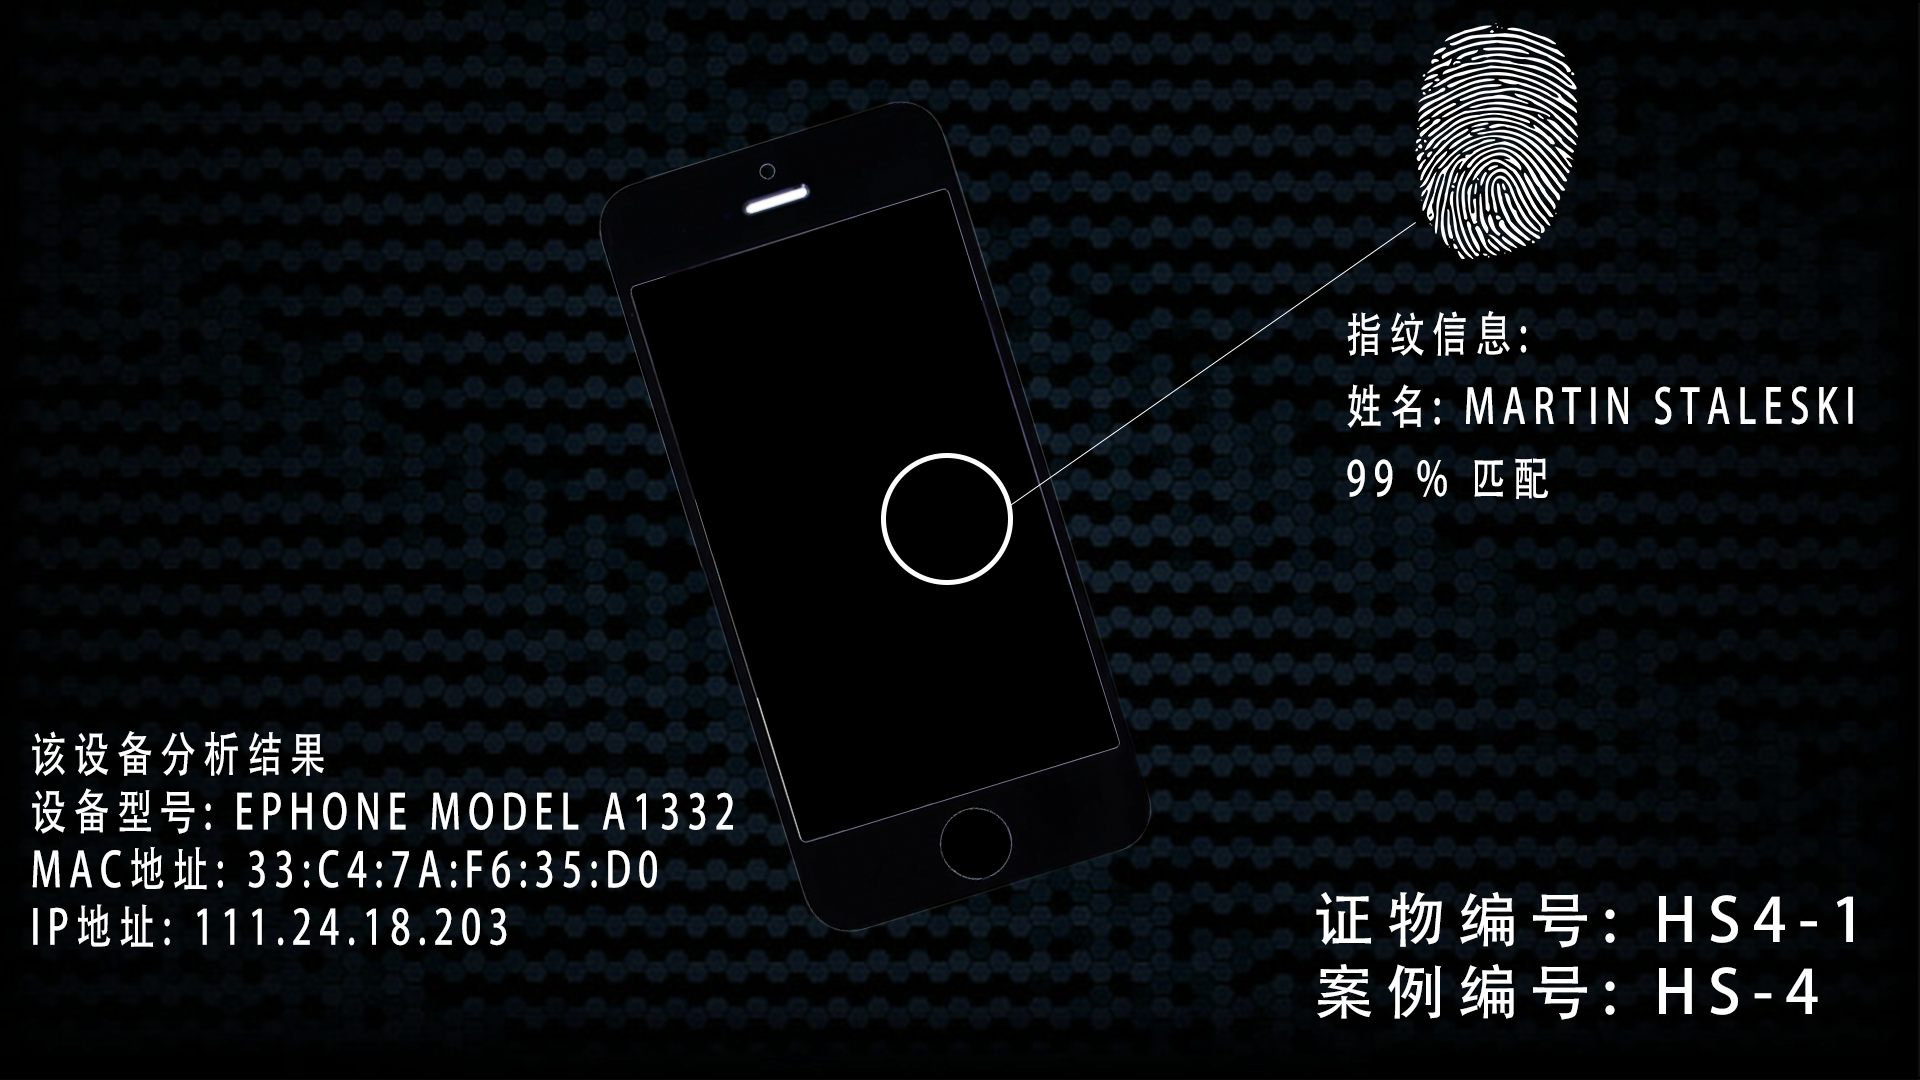 指纹信息:
姓名: MARTIN STALESKI
99 % 匹配
该设备分析结果
设备型号: EPHONE MODEL A1332
MAC地址: 33:C4:7A:F6:35:D0
IP地址: 111.24.18.203
证物编号: HS4-1
案例编号: HS-4